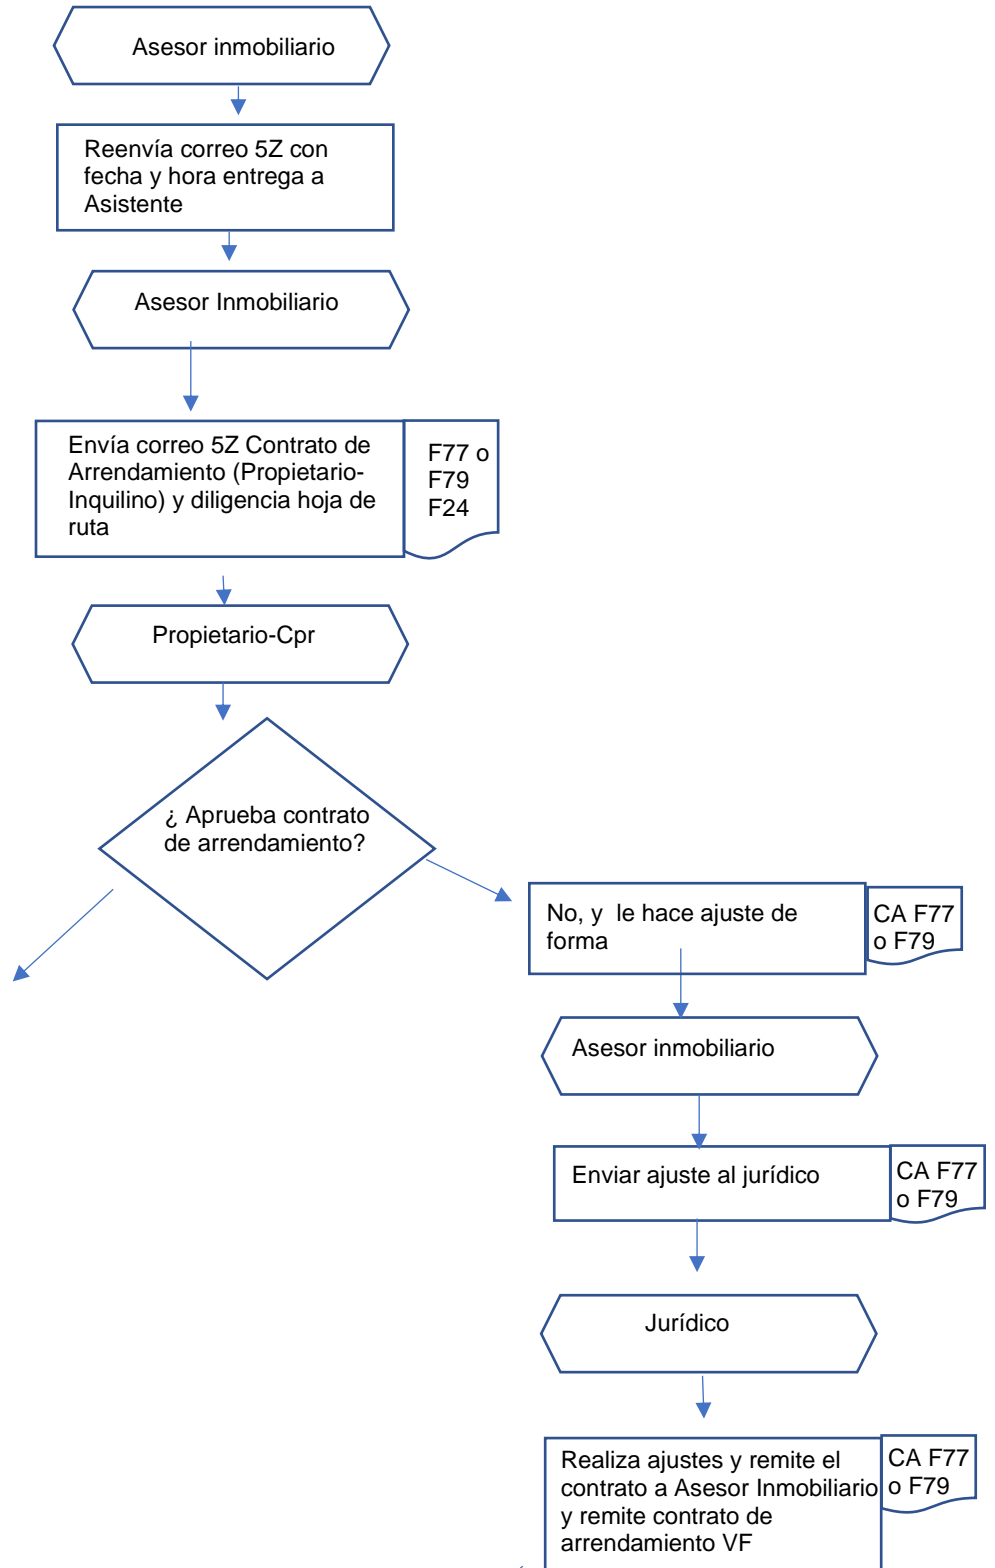 Asesor inmobiliario
Reenvía correo 5Z con
fecha y hora entrega a
Asistente
Asesor Inmobiliario
Envía correo 5Z Contrato de
Arrendamiento (Propietario-
Inquilino) y diligencia hoja de
ruta
F77 o
F79
F24
Propietario-Cpr
¿ Aprueba contrato
de arrendamiento?
No, y  le hace ajuste de
forma
CA F77
o F79
Asesor inmobiliario
Enviar ajuste al jurídico
CA F77
o F79
Jurídico
Realiza ajustes y remite el
contrato a Asesor Inmobiliario
y remite contrato de
arrendamiento VF
CA F77
o F79